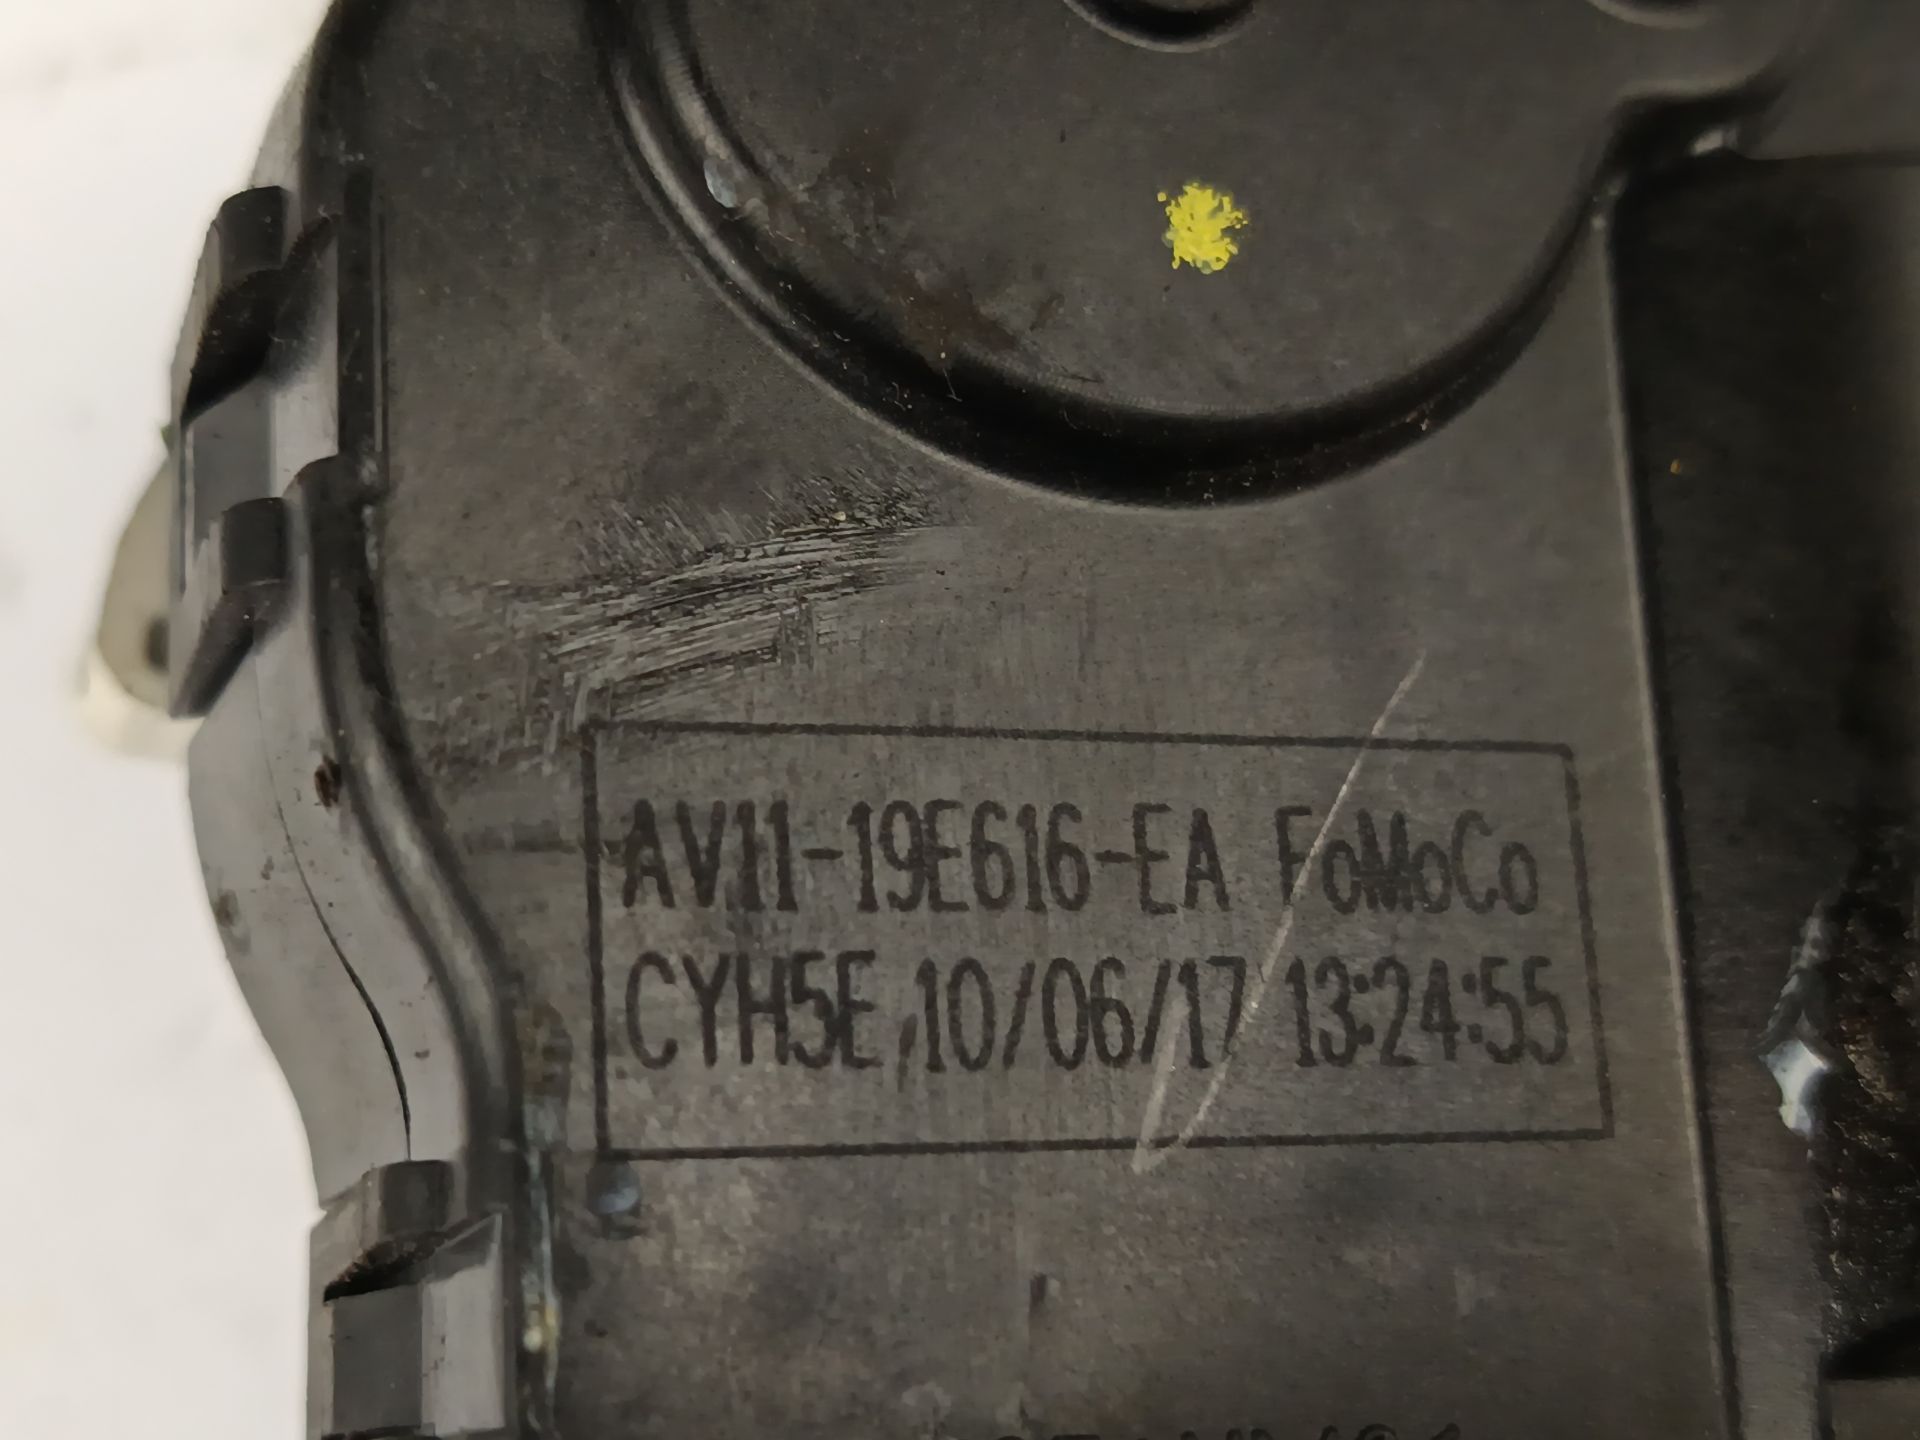 AV11-19E616-EA FoMoCo
CYH5E,10/06/17 13:24:55